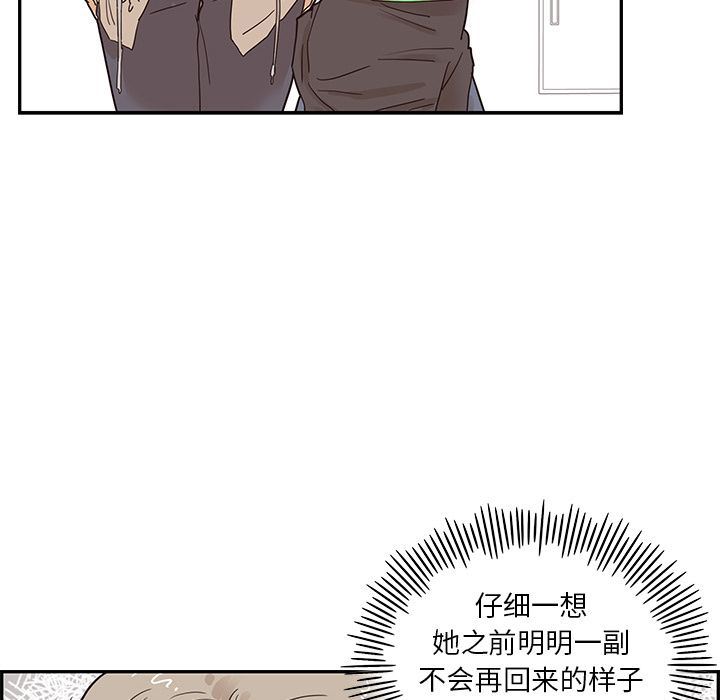 仔细一想
她之前明明一副
不会再回来的样子